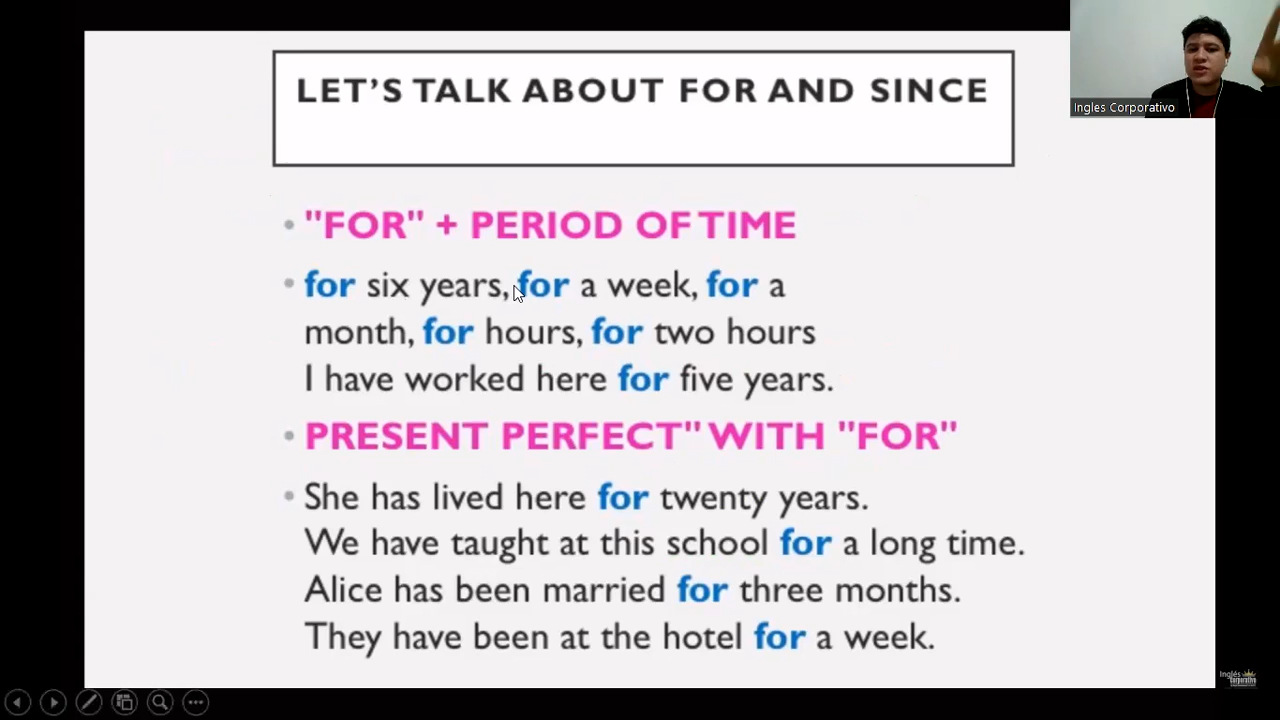 LET'S TALK ABOUT FOR AND SINCE
Ingles Corporativo
"FOR" + PERIOD OF TIME
for six years, for a week, for a
month, for hours, for two hours
I have worked here for five years.
PRESENT PERFECT" WITH "FOR"
She has lived here for twenty years.
We have taught at this school for a long time.
Alice has been married for three months.
They have been at the hotel for a week.
Inglés
Corporativo